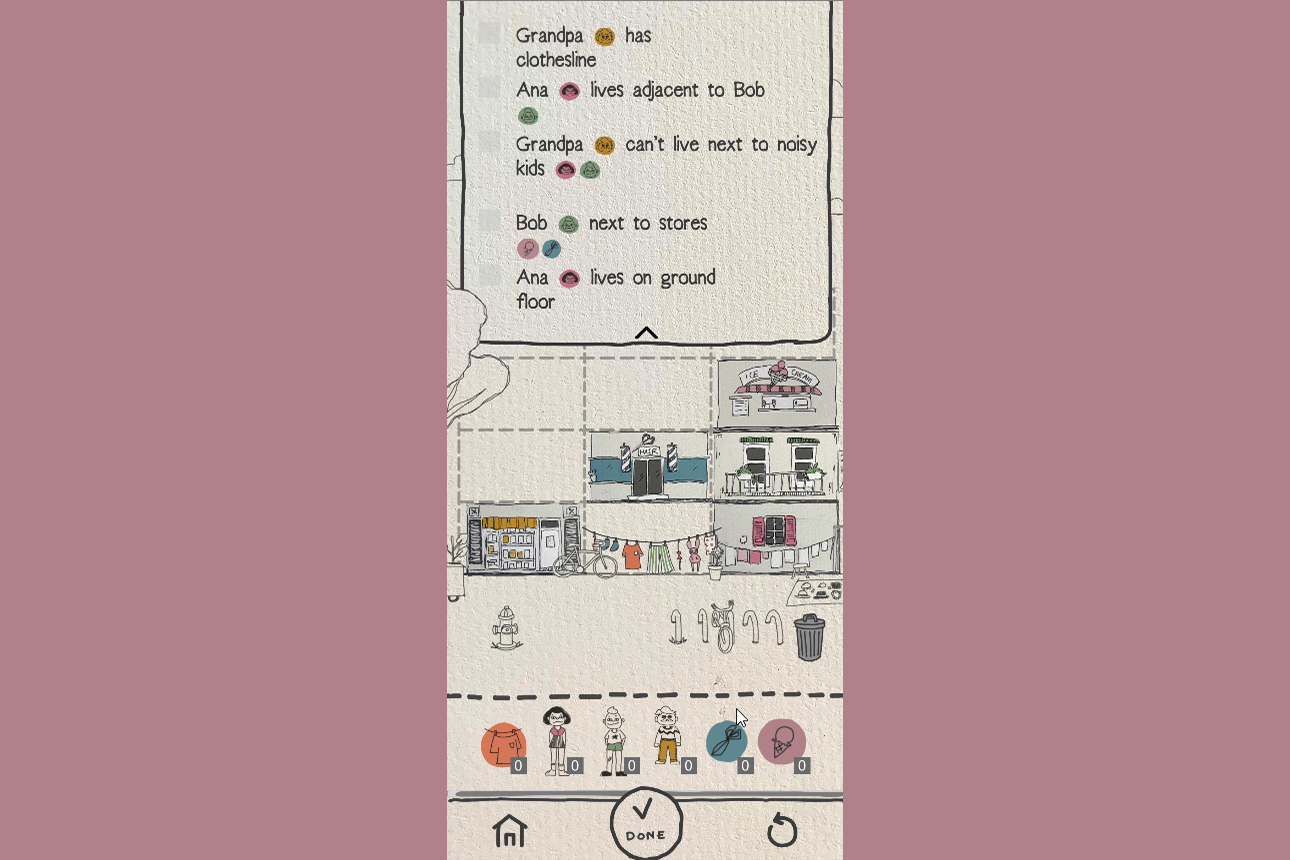 Grandpa has
clothesline
Ana lives adjacent to Bob
Grandpa can't live next to noisy
kids
Bob next to stores
Ana lives on ground
floor
ICE CREAM
HAIR
0 0 0 0 0 0
DONE